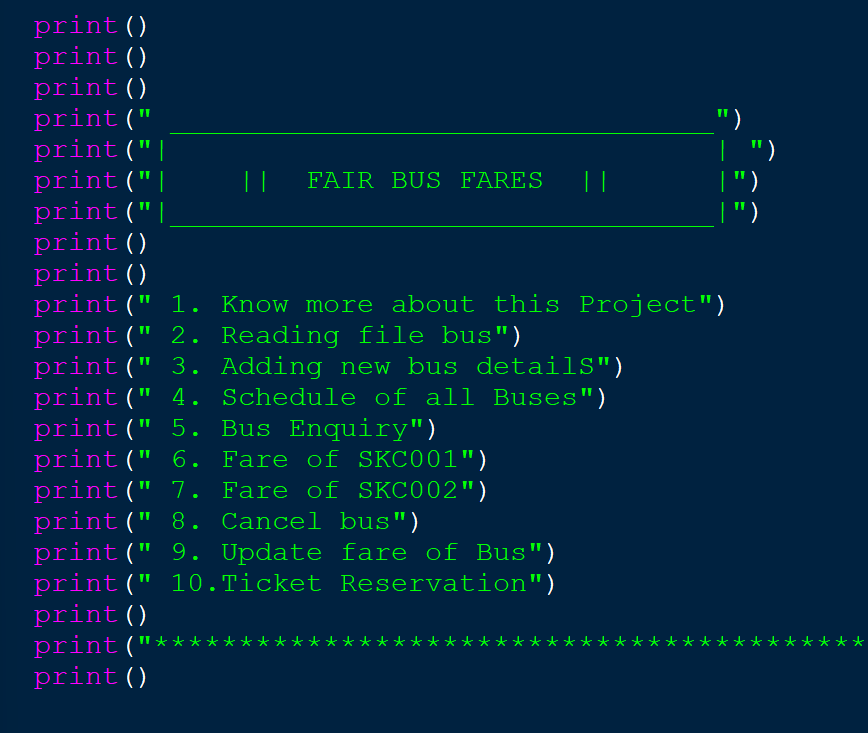 print()
print()
print()
print(" ________________________________")
print("|                                | ")
print("|    ||  FAIR BUS FARES  ||      |")
print("|________________________________|")
print()
print()
print(" 1. Know more about this Project")
print(" 2. Reading file bus")
print(" 3. Adding new bus detailS")
print(" 4. Schedule of all Buses")
print(" 5. Bus Enquiry")
print(" 6. Fare of SKC001")
print(" 7. Fare of SKC002")
print(" 8. Cancel bus")
print(" 9. Update fare of Bus")
print(" 10.Ticket Reservation")
print()
print("******************************************
print()